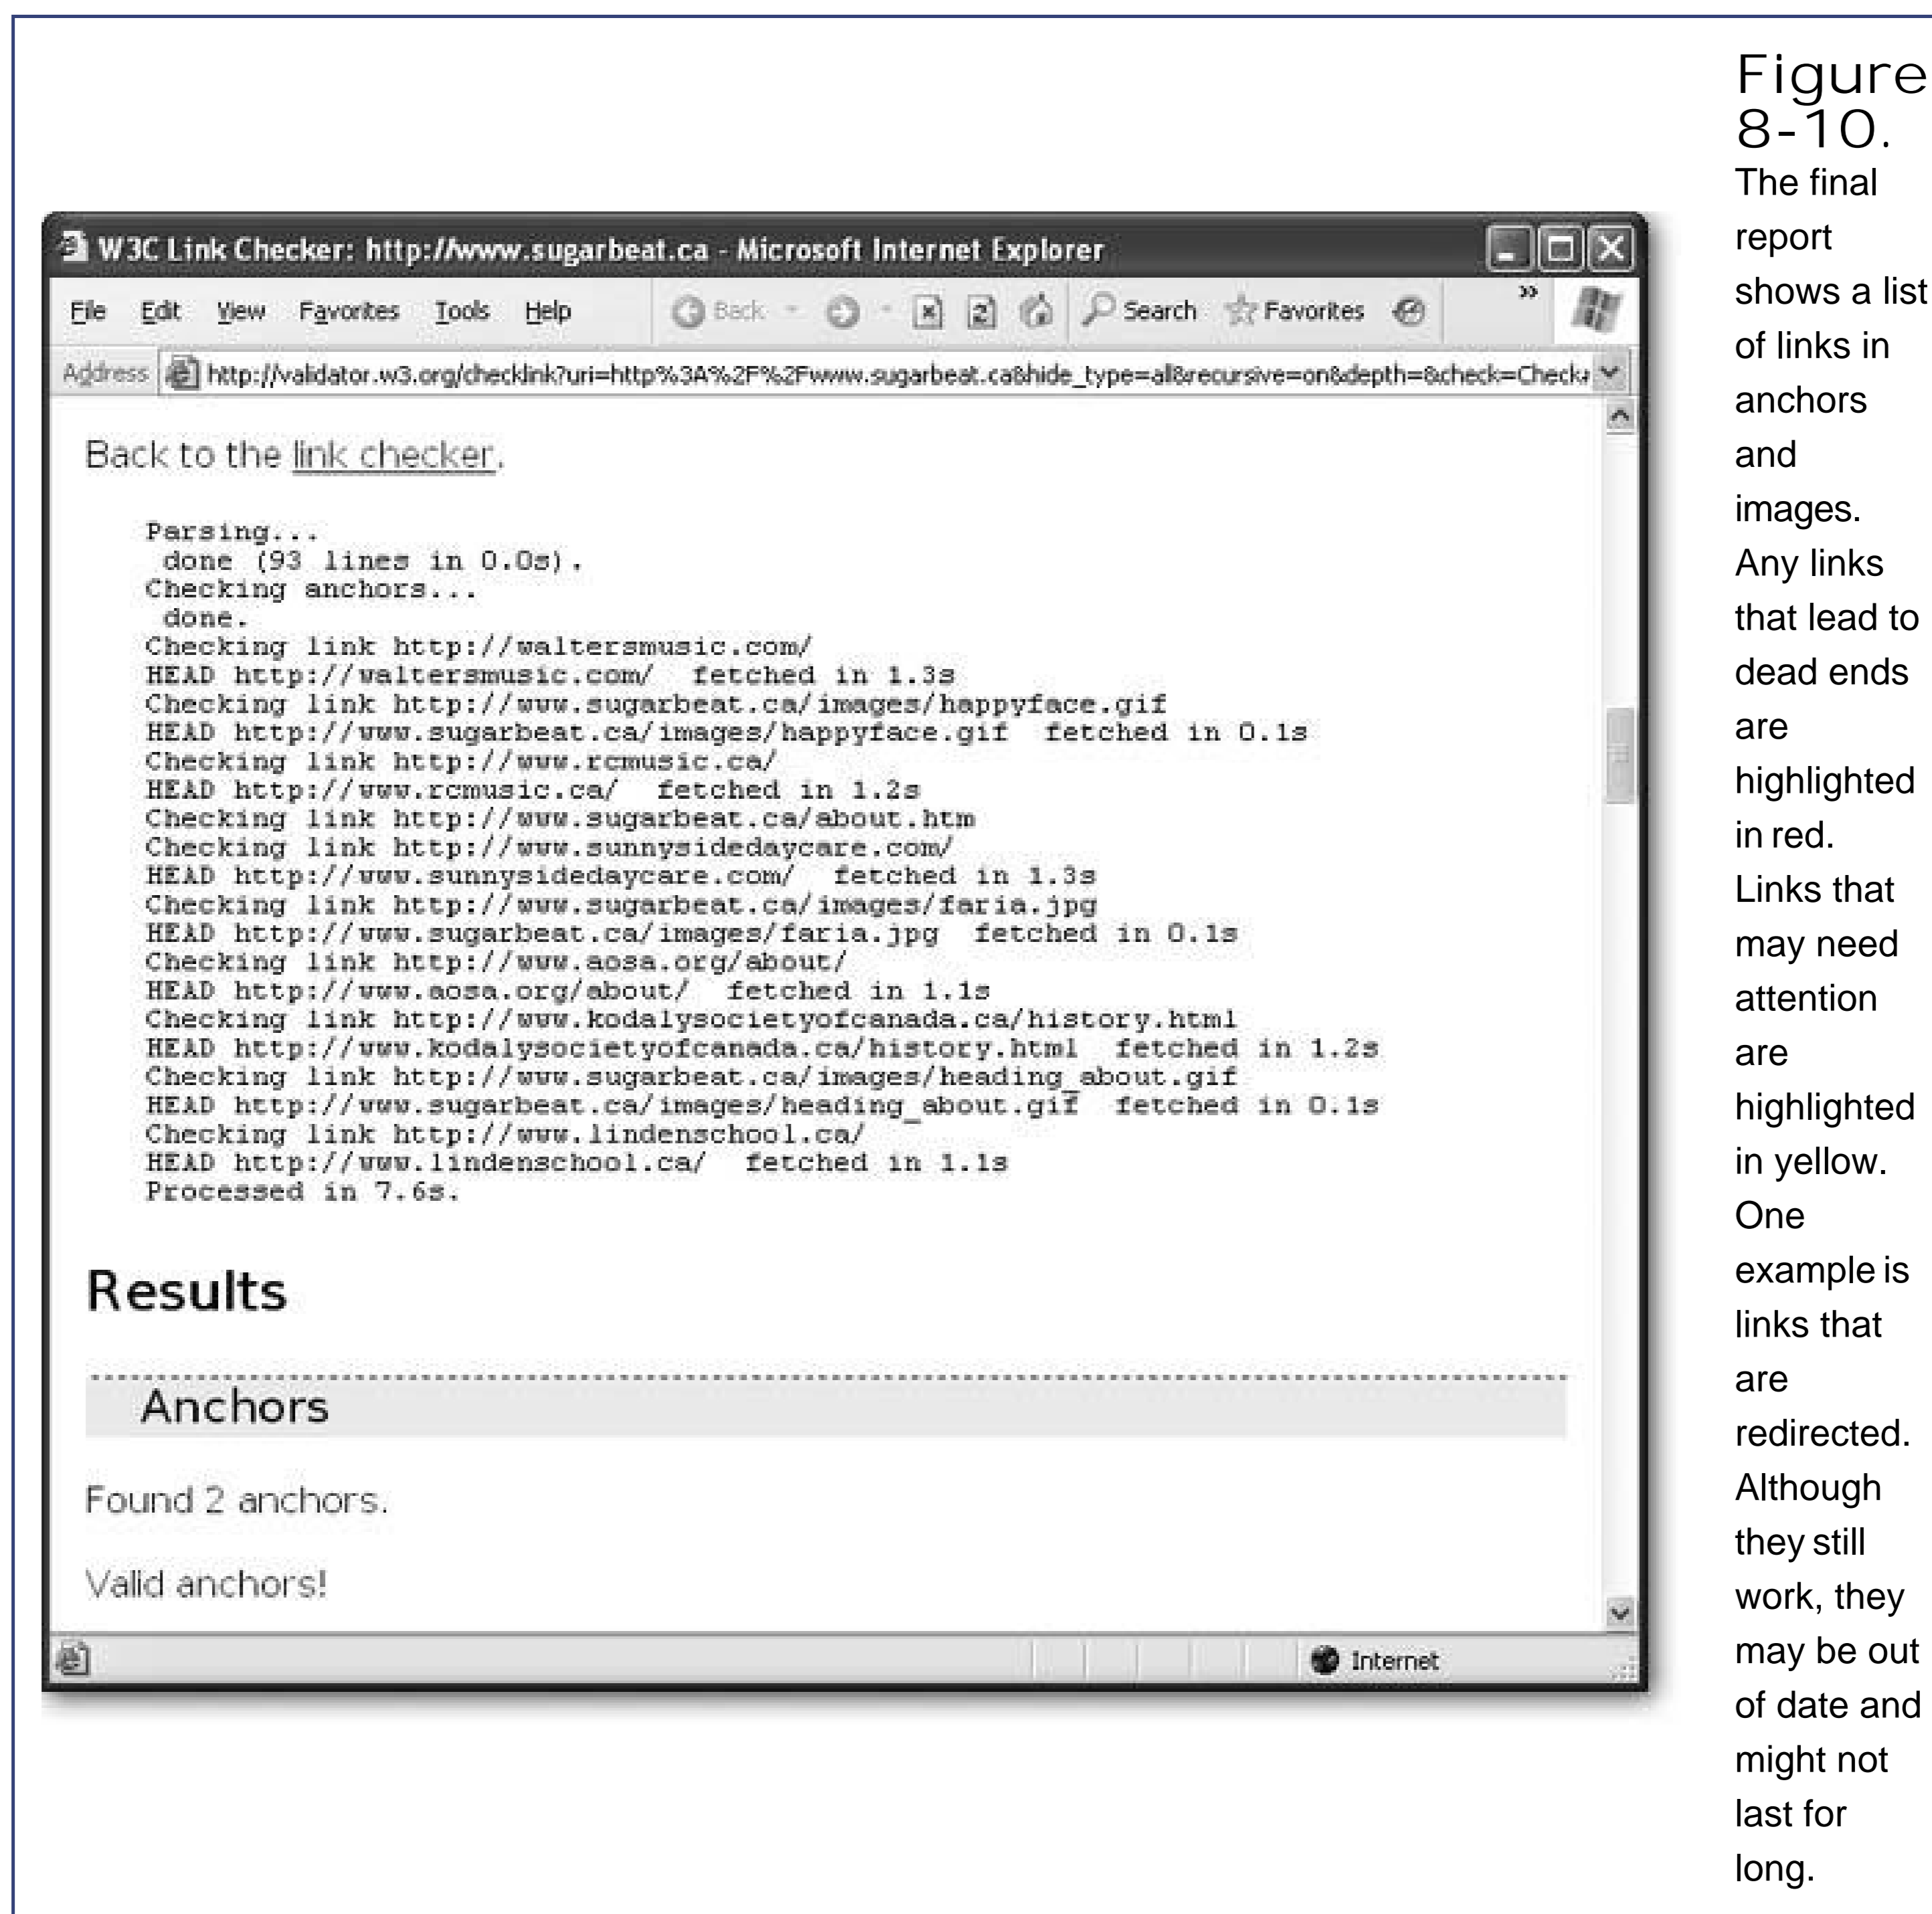 W3C Link Checker: http://www.sugarbeat.ca - Microsoft Internet Explorer
File Edit View Favorites Tools Help Back Search Favorites »
Address http://validator.w3.org/checklink?uri=http%3A%2F%2Fwww.sugarbeat.ca&hide_type=all&recursive=on&depth=&check=Check
Back to the link checker.
Parsing...
done (93 lines in 0.0s).
Checking anchors...
done.
Checking link http://waltersmusic.com/
HEAD http://waltersmusic.com/ fetched in 1.3s
Checking link http://www.sugarbeat.ca/images/happyface.gif
HEAD http://www.sugarbeat.ca/images/happyface.gif fetched in 0.1s
Checking link http://www.rcmusic.ca/
HEAD http://www.rcmusic.ca/ fetched in 1.2s
Checking link http://www.sugarbeat.ca/about.htm
Checking link http://www.sunnysidedaycare.com/
HEAD http://www.sunnysidedaycare.com/ fetched in 1.3s
Checking link http://www.sugarbeat.ca/images/faria.jpg
HEAD http://www.sugarbeat.ca/images/faria.jpg fetched in 0.1s
Checking link http://www.aosa.org/about/
HEAD http://www.aosa.org/about/ fetched in 1.1s
Checking link http://www.kodalysocietyofcanada.ca/history.html
HEAD http://www.kodalysocietyofcanada.ca/history.html fetched in 1.2s
Checking link http://www.sugarbeat.ca/images/heading_about.gif
HEAD http://www.sugarbeat.ca/images/heading_about.gif fetched in 0.1s
Checking link http://www.lindenschool.ca/
HEAD http://www.lindenschool.ca/ fetched in 1.1s
Processed in 7.6s.
Results
Anchors
Found 2 anchors.
Valid anchors!
Internet
Figure
8-10.
The final
report
shows a list
of links in
anchors
and
images.
Any links
that lead to
dead ends
are
highlighted
in red.
Links that
may need
attention
are
highlighted
in yellow.
One
example is
links that
are
redirected.
Although
they still
work, they
may be out
of date and
might not
last for
long.